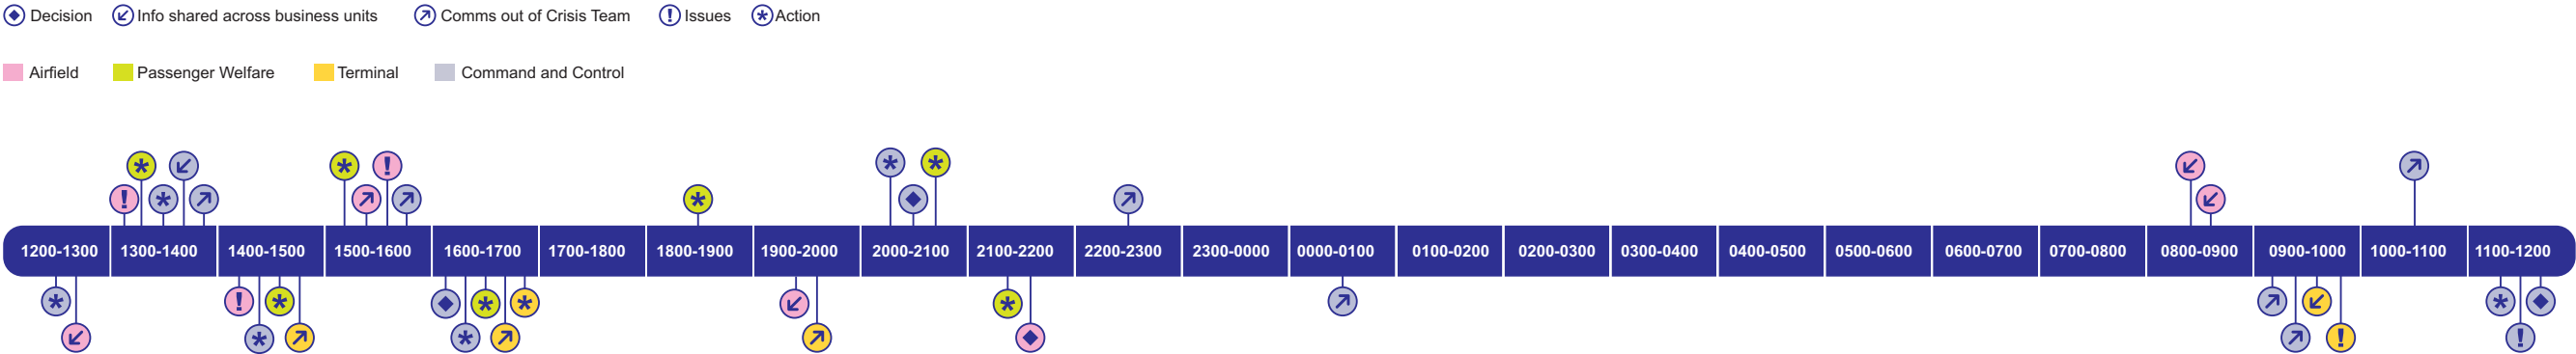 Decision Info shared across business units Comms out of Crisis Team Issues Action
Airfield Passenger Welfare Terminal Command and Control
1200-1300 1300-1400 1400-1500 1500-1600 1600-1700 1700-1800 1800-1900 1900-2000 2000-2100 2100-2200 2200-2300 2300-0000 0000-0100 0100-0200 0200-0300 0300-0400 0400-0500 0500-0600 0600-0700 0700-0800 0800-0900 0900-1000 1000-1100 1100-1200